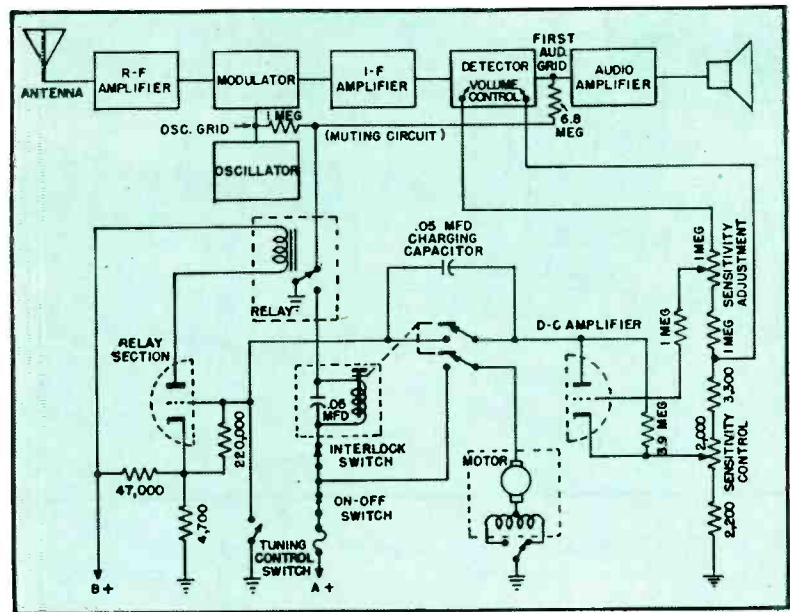 FIRST
AUD.
GRID
ANTENNA
R-F
AMPLIFIER
MODULATOR
I-F
AMPLIFIER
DETECTOR
VOLUME
CONTROL
AUDIO
AMPLIFIER
1 MEG
OSC. GRID
(MUTING CIRCUIT)
6.8
MEG
OSCILLATOR
.05 MFD
CHARGING
CAPACITOR
1 MEG
SENSITIVITY
ADJUSTMENT
RELAY
D-C AMPLIFIER
1 MEG
1 MEG
RELAY
SECTION
.05
MFD
3,300
3.9 MEG
2,000
SENSITIVITY
CONTROL
220,000
INTERLOCK
SWITCH
MOTOR
47,000
ON-OFF
SWITCH
4,700
2,200
TUNING
CONTROL
SWITCH
B+
A+